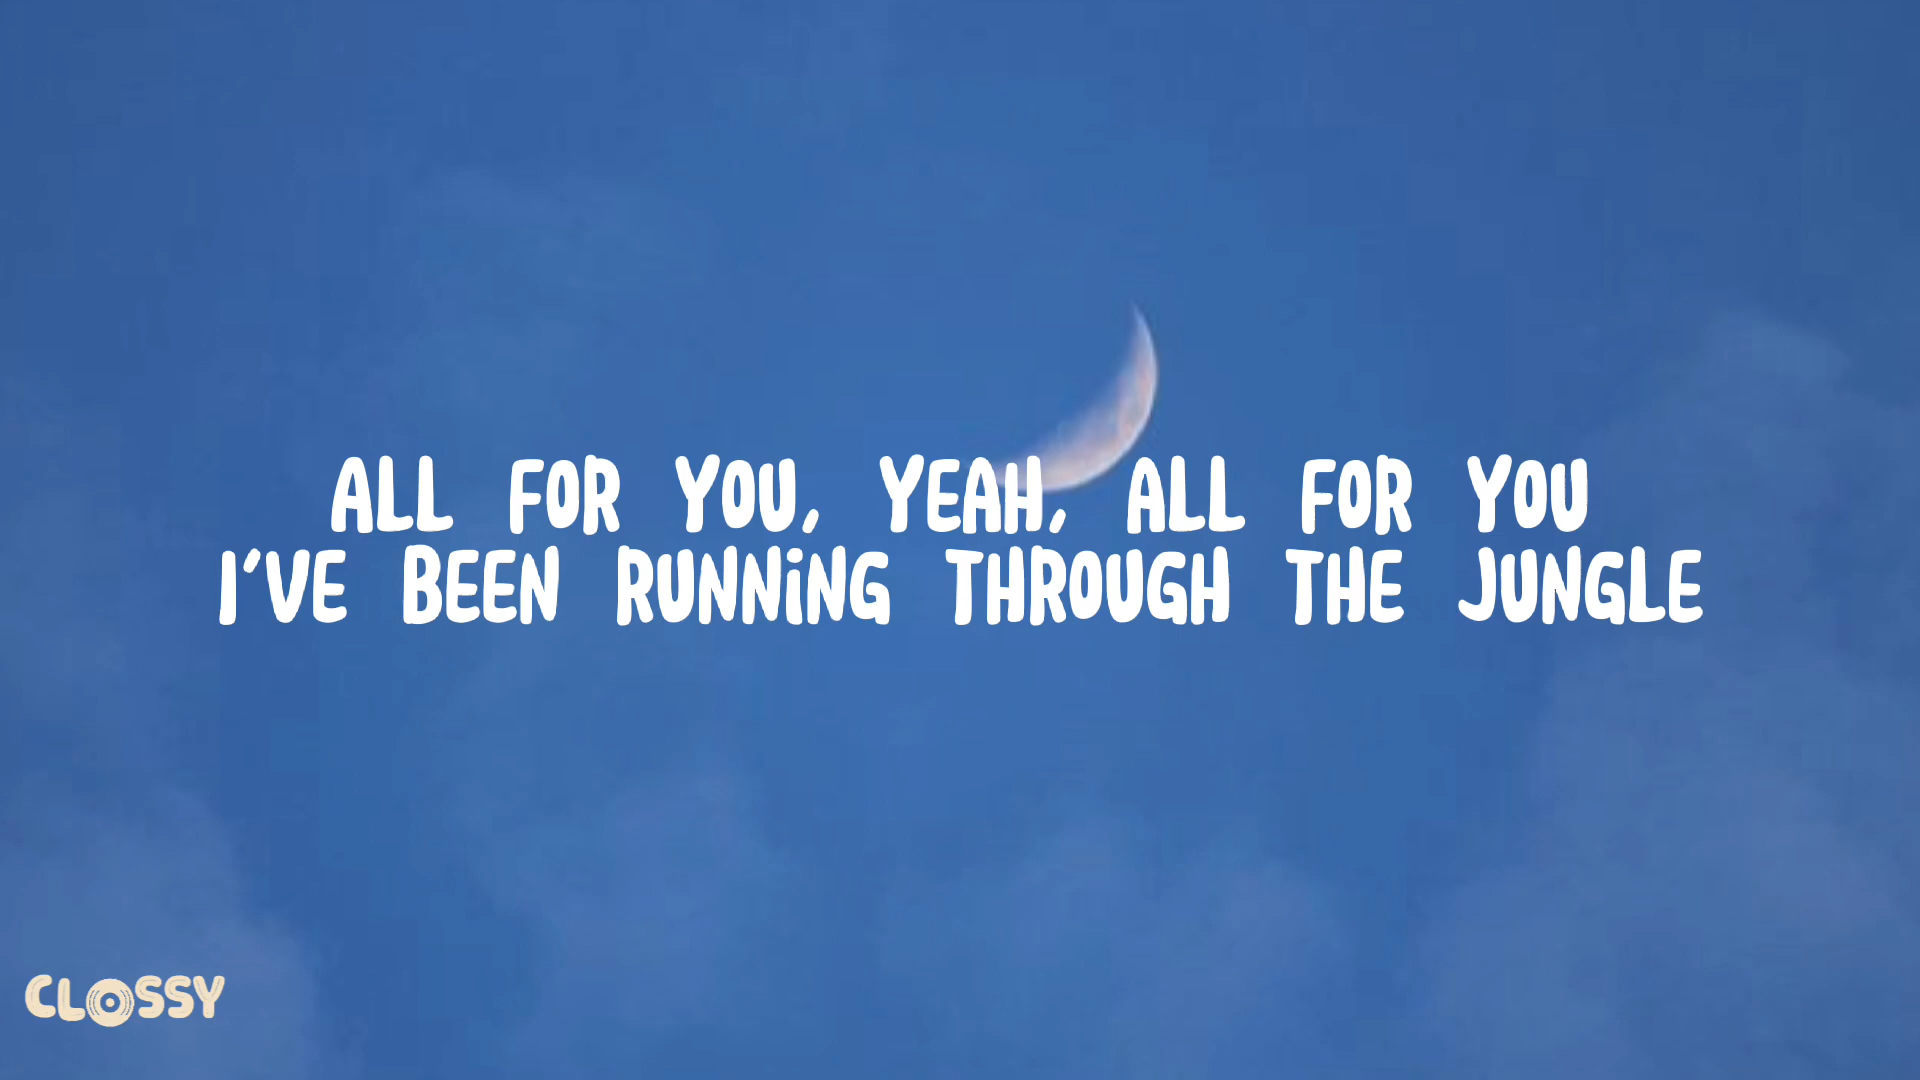 ALL FOR YOU, YEAH, ALL FOR YOU
I'VE BEEN RUNNING THROUGH THE JUNGLE
CLOSSY